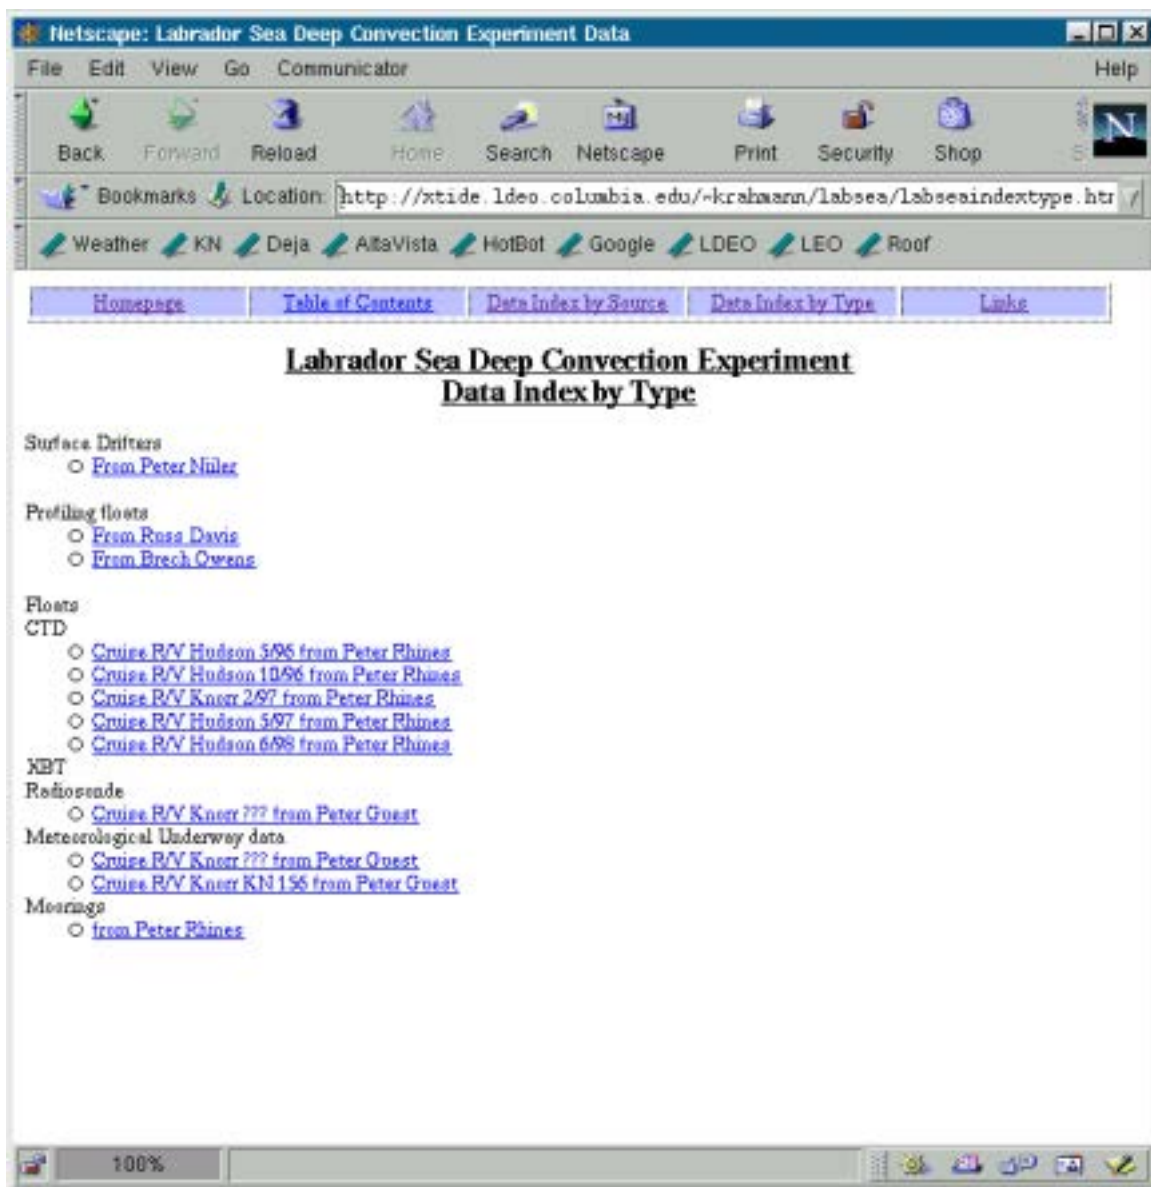 Netscape: Labrador Sea Deep Convection Experiment Data
File Edit View Go Communicator Help
Back Forward Reload Home Search Netscape Print Security Shop S
N
Bookmarks Location: http://xtide.ldeo.columbia.edu/~krahmann/labsea/labseaindextype.htm
Weather KN Deja AltaVista HotBot Google LDEO LEO Roof
Homepage Table of Contents Data Index by Source Data Index by Type Links
Labrador Sea Deep Convection Experiment
Data Index by Type
Surface Drifters
From Peter Niiler
Profiling floats
From Russ Davis
From Brech Owens
Floats
CTD
Cruise R/V Hudson 5/96 from Peter Rhines
Cruise R/V Hudson 10/96 from Peter Rhines
Cruise R/V Knorr 2/97 from Peter Rhines
Cruise R/V Hudson 5/97 from Peter Rhines
Cruise R/V Hudson 6/98 from Peter Rhines
XBT
Radiosonde
Cruise R/V Knorr ??? from Peter Guest
Meteorological Underway data
Cruise R/V Knorr ??? from Peter Guest
Cruise R/V Knorr KN 156 from Peter Guest
Moorings
from Peter Rhines
100%